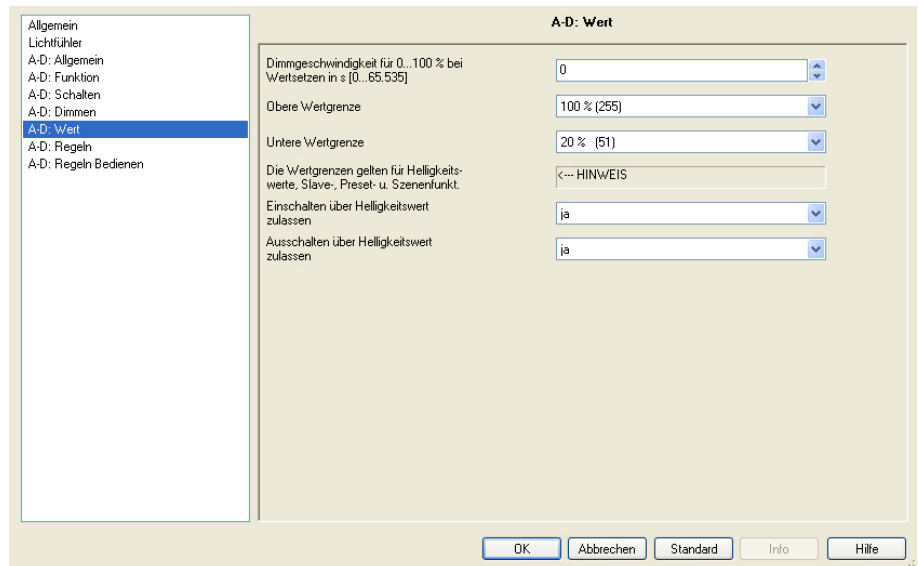 A-D: Wert
Allgemein
Lichtfühler
A-D: Allgemein
A-D: Funktion
A-D: Schalten
A-D: Dimmen
A-D: Wert
A-D: Regeln
A-D: Regeln Bedienen
Dimmgeschwindigkeit für 0...100 % bei
Wertsetzen in s [0...65.535]
0
Obere Wertgrenze
100 % (255)
Untere Wertgrenze
20 % (51)
Die Wertgrenzen gelten für Helligkeits-
werte, Slave-, Preset- u. Szenenfunkt.
<--- HINWEIS
Einschalten über Helligkeitswert
zulassen
ja
Ausschalten über Helligkeitswert
zulassen
ja
OK
Abbrechen
Standard
Info
Hilfe